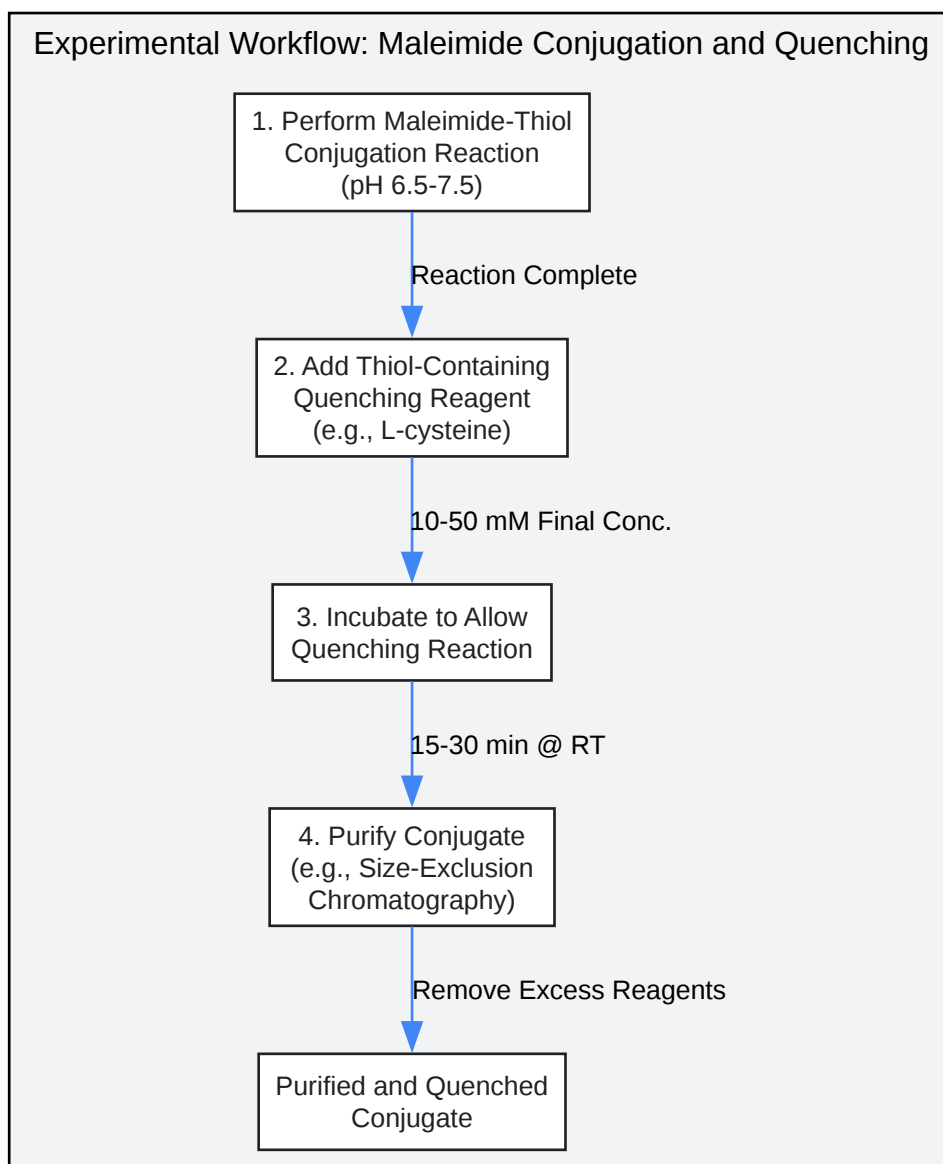 Experimental Workflow: Maleimide Conjugation and Quenching
1. Perform Maleimide-Thiol
Conjugation Reaction
(pH 6.5-7.5)
Reaction Complete
2. Add Thiol-Containing
Quenching Reagent
(e.g., L-cysteine)
10-50 mM Final Conc.
3. Incubate to Allow
Quenching Reaction
15-30 min @ RT
4. Purify Conjugate
(e.g., Size-Exclusion
Chromatography)
Remove Excess Reagents
Purified and Quenched
Conjugate